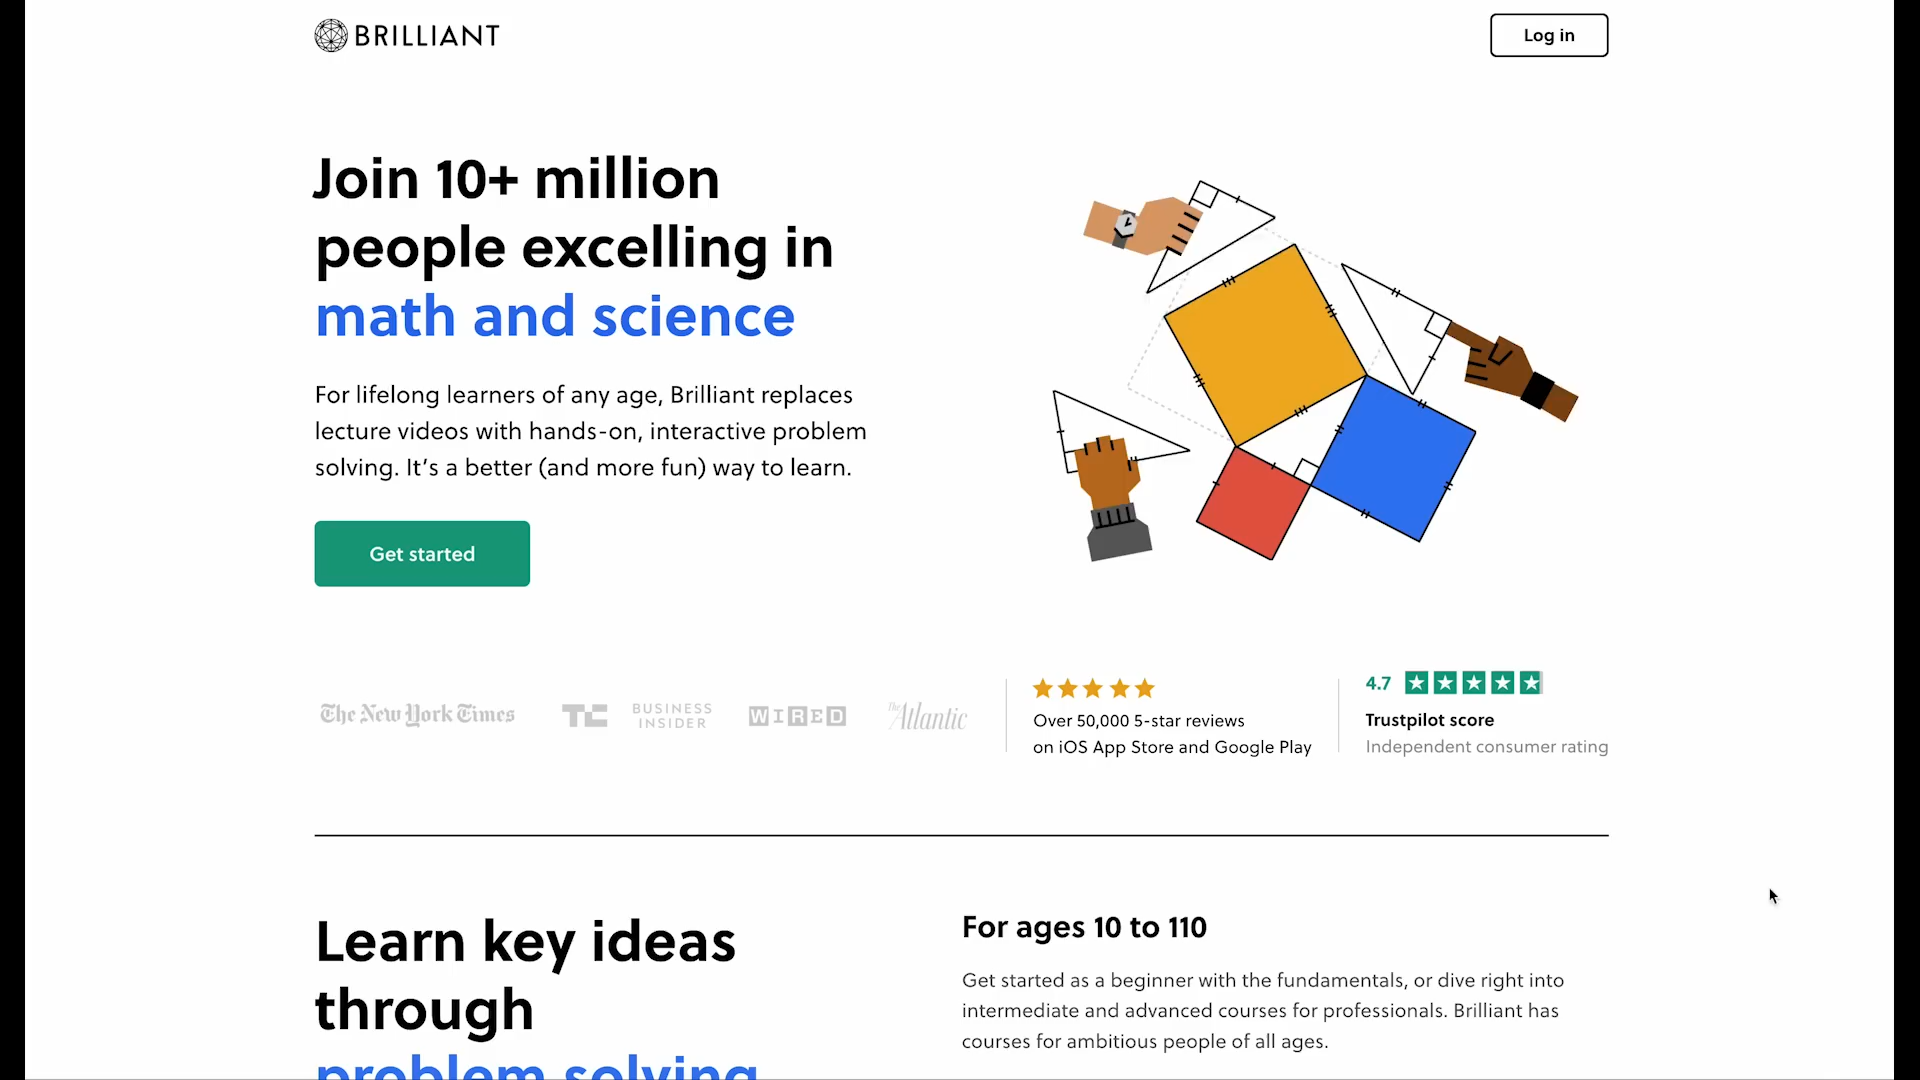 BRILLIANT
Log in
Join 10+ million
people excelling in
math and science
For lifelong learners of any age, Brilliant replaces
lecture videos with hands-on, interactive problem
solving. It’s a better (and more fun) way to learn.
Get started
The New York Times
TC
BUSINESS
INSIDER
WIRED
The Atlantic
Over 50,000 5-star reviews
on iOS App Store and Google Play
4.7
Trustpilot score
Independent consumer rating
Learn key ideas
through
problem solving
For ages 10 to 110
Get started as a beginner with the fundamentals, or dive right into
intermediate and advanced courses for professionals. Brilliant has
courses for ambitious people of all ages.